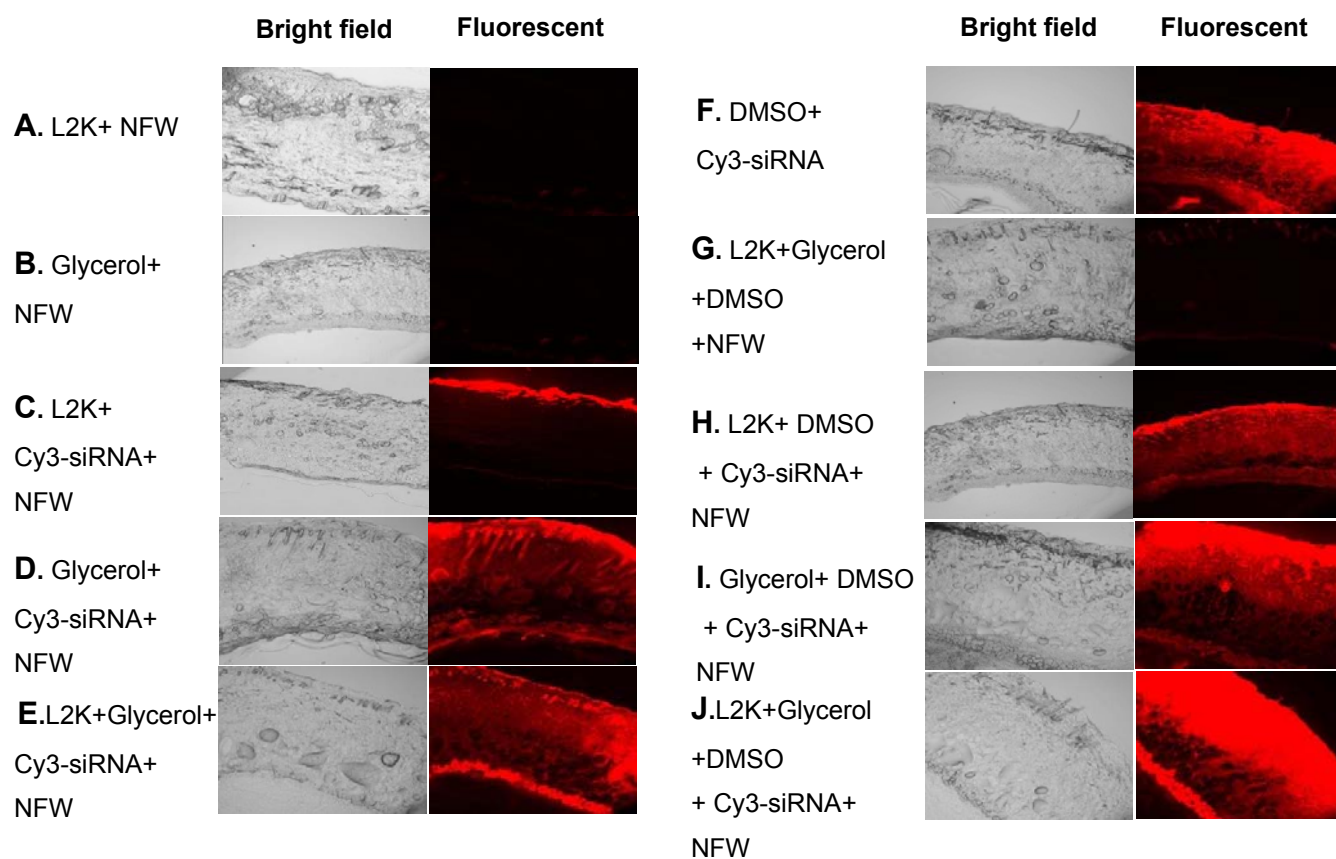 Bright field Fluorescent
A. L2K+ NFW
B. Glycerol+
NFW
C. L2K+
Cy3-siRNA+
NFW
D. Glycerol+
Cy3-siRNA+
NFW
E.L2K+Glycerol+
Cy3-siRNA+
NFW
Bright field Fluorescent
F. DMSO+
Cy3-siRNA
G. L2K+Glycerol
+DMSO
+NFW
H. L2K+ DMSO
+ Cy3-siRNA+
NFW
I. Glycerol+ DMSO
+ Cy3-siRNA+
NFW
J.L2K+Glycerol
+DMSO
+ Cy3-siRNA+
NFW